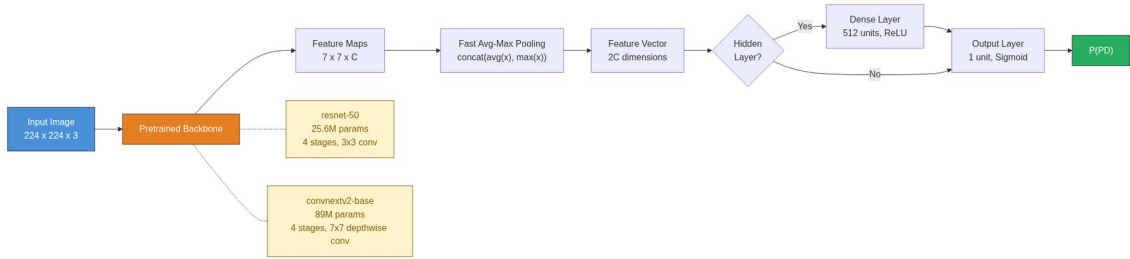 Input Image
224 x 224 x 3
Pretrained Backbone
Feature Maps
7 x 7 x C
Fast Avg-Max Pooling
concat(avg(x), max(x))
Feature Vector
2C dimensions
Hidden
Layer?
Yes
Dense Layer
512 units, ReLU
No
Output Layer
1 unit, Sigmoid
P(PD)
resnet-50
25.6M params
4 stages, 3x3 conv
convnextv2-base
89M params
4 stages, 7x7 depthwise
conv